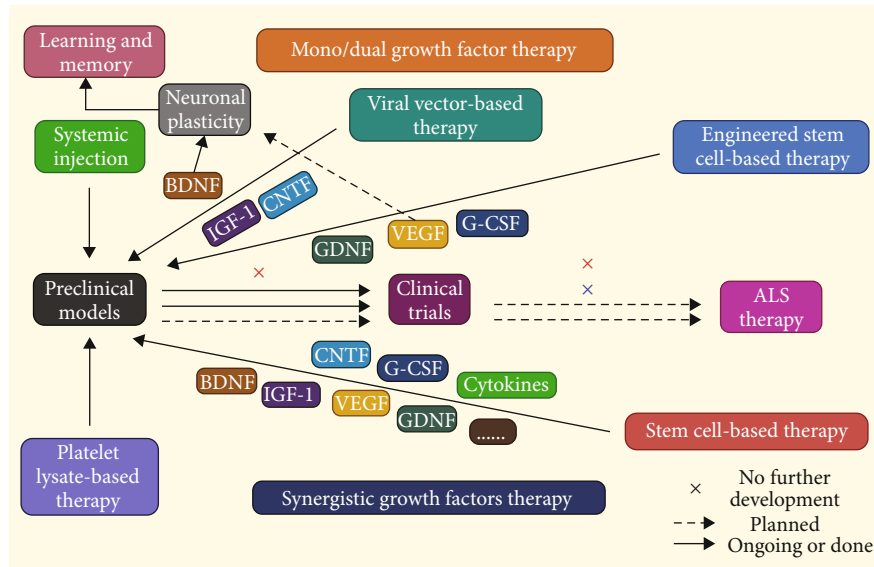 Learning and
memory
Mono/dual growth factor therapy
Neuronal
plasticity
Viral vector-based
therapy
Systemic
injection
Engineered stem
cell-based therapy
BDNF
IGF-1
CNTF
VEGF
G-CSF
GDNF
×
×
×
Preclinical
models
Clinical
trials
ALS
therapy
CNTF
G-CSF
BDNF
IGF-1
Cytokines
VEGF
GDNF
......
Stem cell-based therapy
Platelet
lysate-based
therapy
Synergistic growth factors therapy
× No further
development
Planned
Ongoing or done